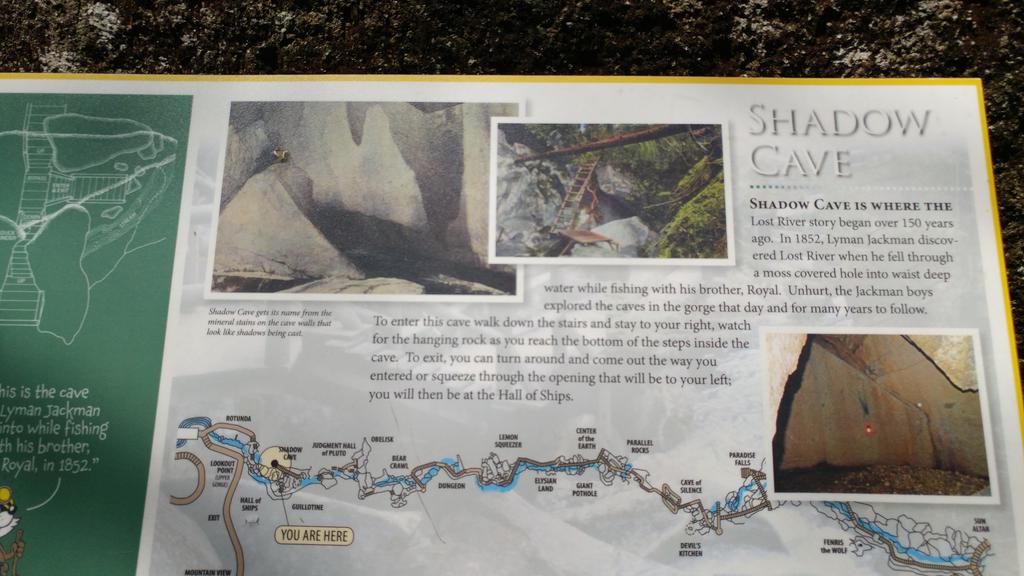 SHADOW
CAVE
SHADOW CAVE IS WHERE THE
Lost River story began over 150 years
ago. In 1852, Lyman Jackman discov-
ered Lost River when he fell through
a moss covered hole into waist deep
water while fishing with his brother, Royal. Unhurt, the Jackman boys
explored the caves in the gorge that day and for many years to follow.
Shadow Cave gets its name from the
mineral stains on the cave walls that
look like shadows being cast.
To enter this cave walk down the stairs and stay to your right, watch
for the hanging rock as you reach the bottom of the steps inside the
cave. To exit, you can turn around and come out the way you
entered or squeeze through the opening that will be to your left;
you will then be at the Hall of Ships.
his is the cave
Lyman Jackman
into while fishing
th his brother,
Royal, in 1852."
ROTUNDA
LOOKOUT
POINT
(UPPER
GORGE)
EXIT
MOUNTAIN VIEW
SHADOW
CAVE
HALL of
SHIPS
GUILLOTINE
YOU ARE HERE
JUDGMENT HALL
of PLUTO
OBELISK
BEAR
CRAWL
DUNGEON
LEMON
SQUEEZER
ELYSIAN
LAND
CENTER
of the
EARTH
GIANT
POTHOLE
PARALLEL
ROCKS
CAVE of
SILENCE
DEVIL'S
KITCHEN
PARADISE
FALLS
FENRIS
the WOLF
SUN
ALTAR